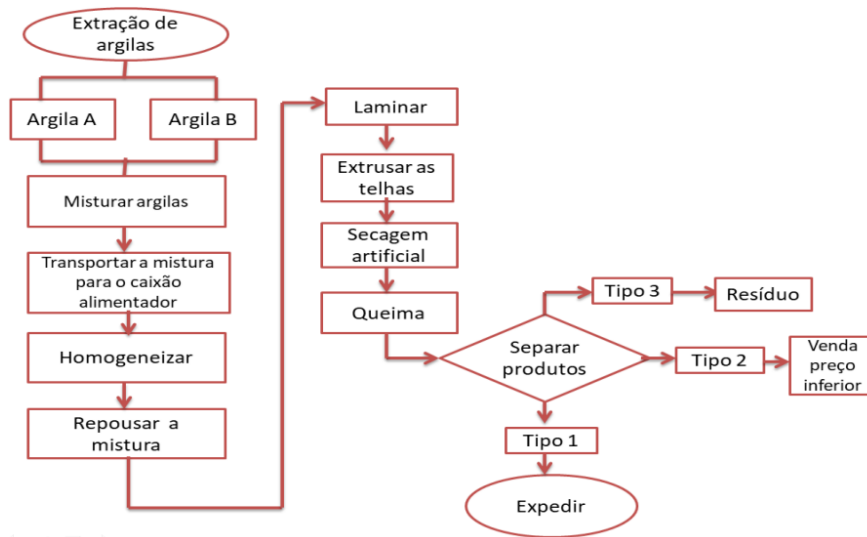 Extração de
argilas
Argila A
Argila B
Misturar argilas
Transportar a mistura
para o caixão
alimentador
Homogeneizar
Repousar a
mistura
Laminar
Extrusar as
telhas
Secagem
artificial
Queima
Separar
produtos
Tipo 3
Resíduo
Tipo 2
Venda
preço
inferior
Tipo 1
Expedir